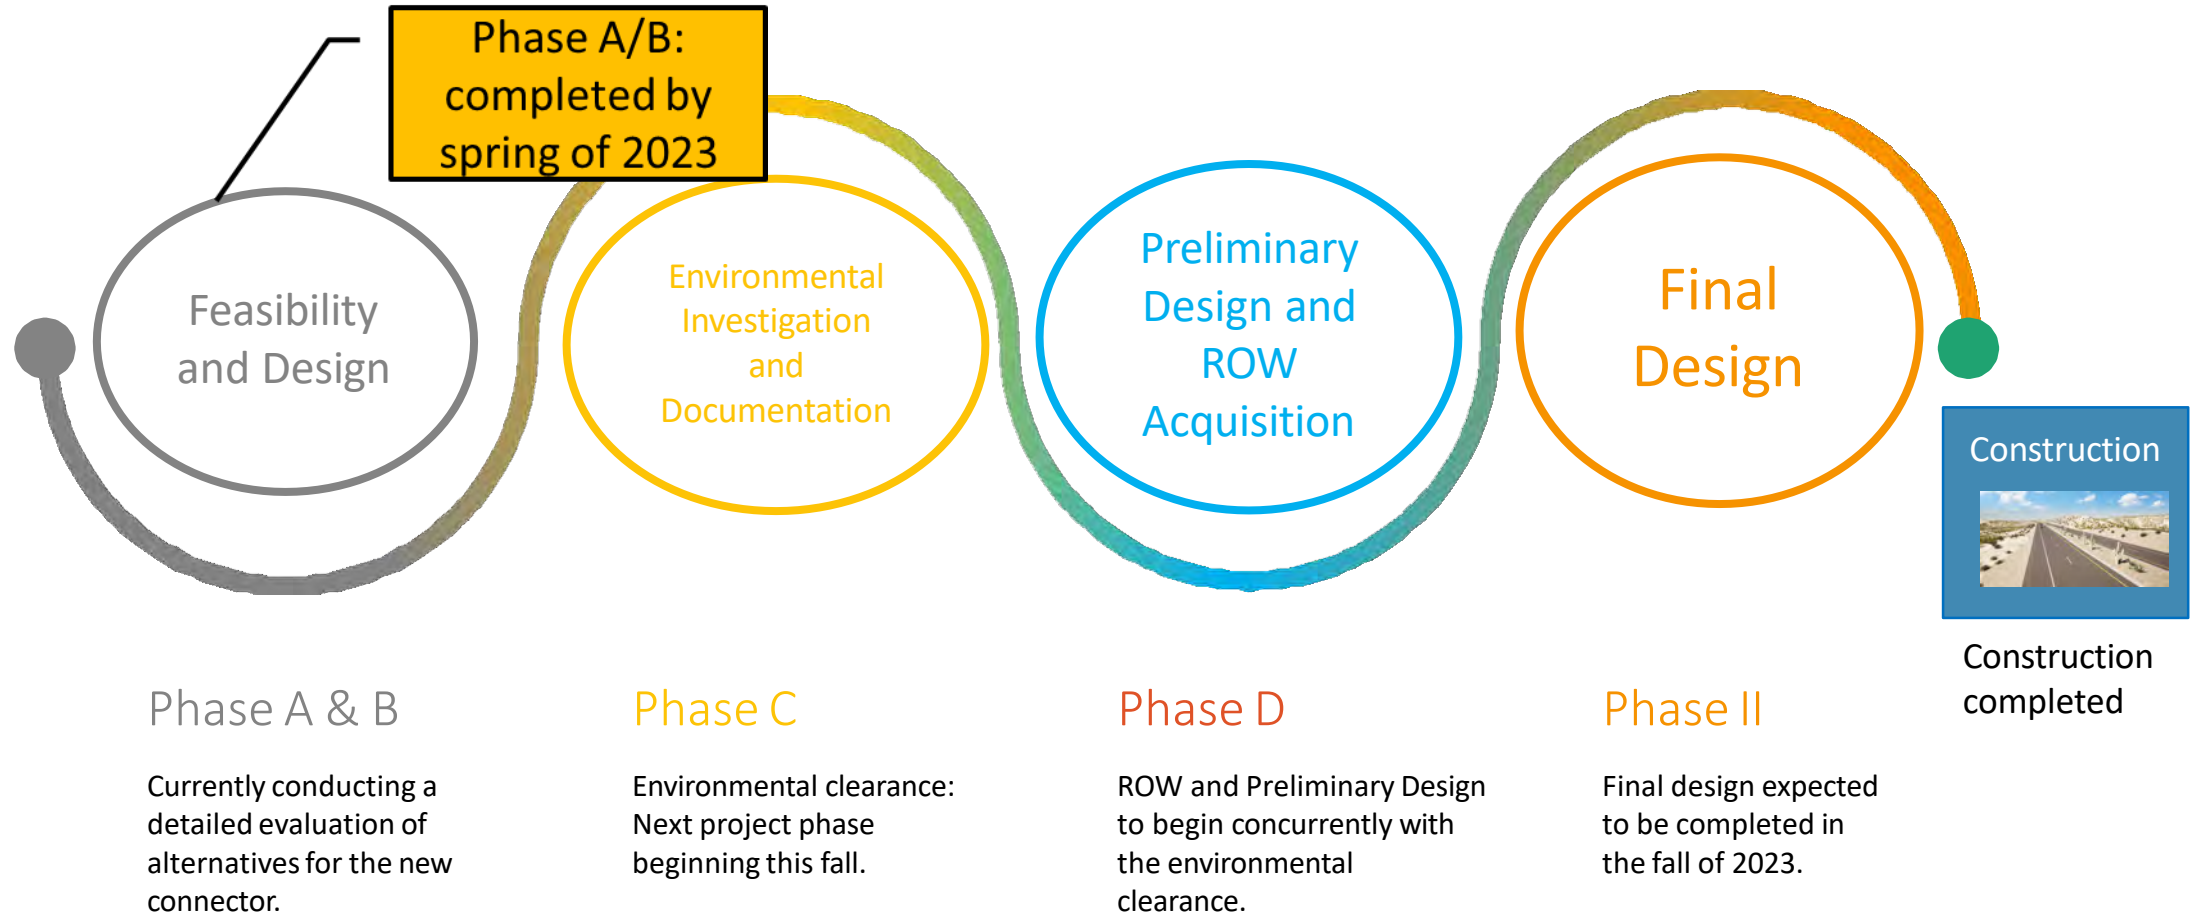 Phase A/B:
completed by
spring of 2023
Feasibility
and Design
Environmental
Investigation
and
Documentation
Preliminary
Design and
ROW
Acquisition
Final
Design
Construction
Construction
completed
Phase A & B
Currently conducting a
detailed evaluation of
alternatives for the new
connector.
Phase C
Environmental clearance:
Next project phase
beginning this fall.
Phase D
ROW and Preliminary Design
to begin concurrently with
the environmental
clearance.
Phase II
Final design expected
to be completed in
the fall of 2023.